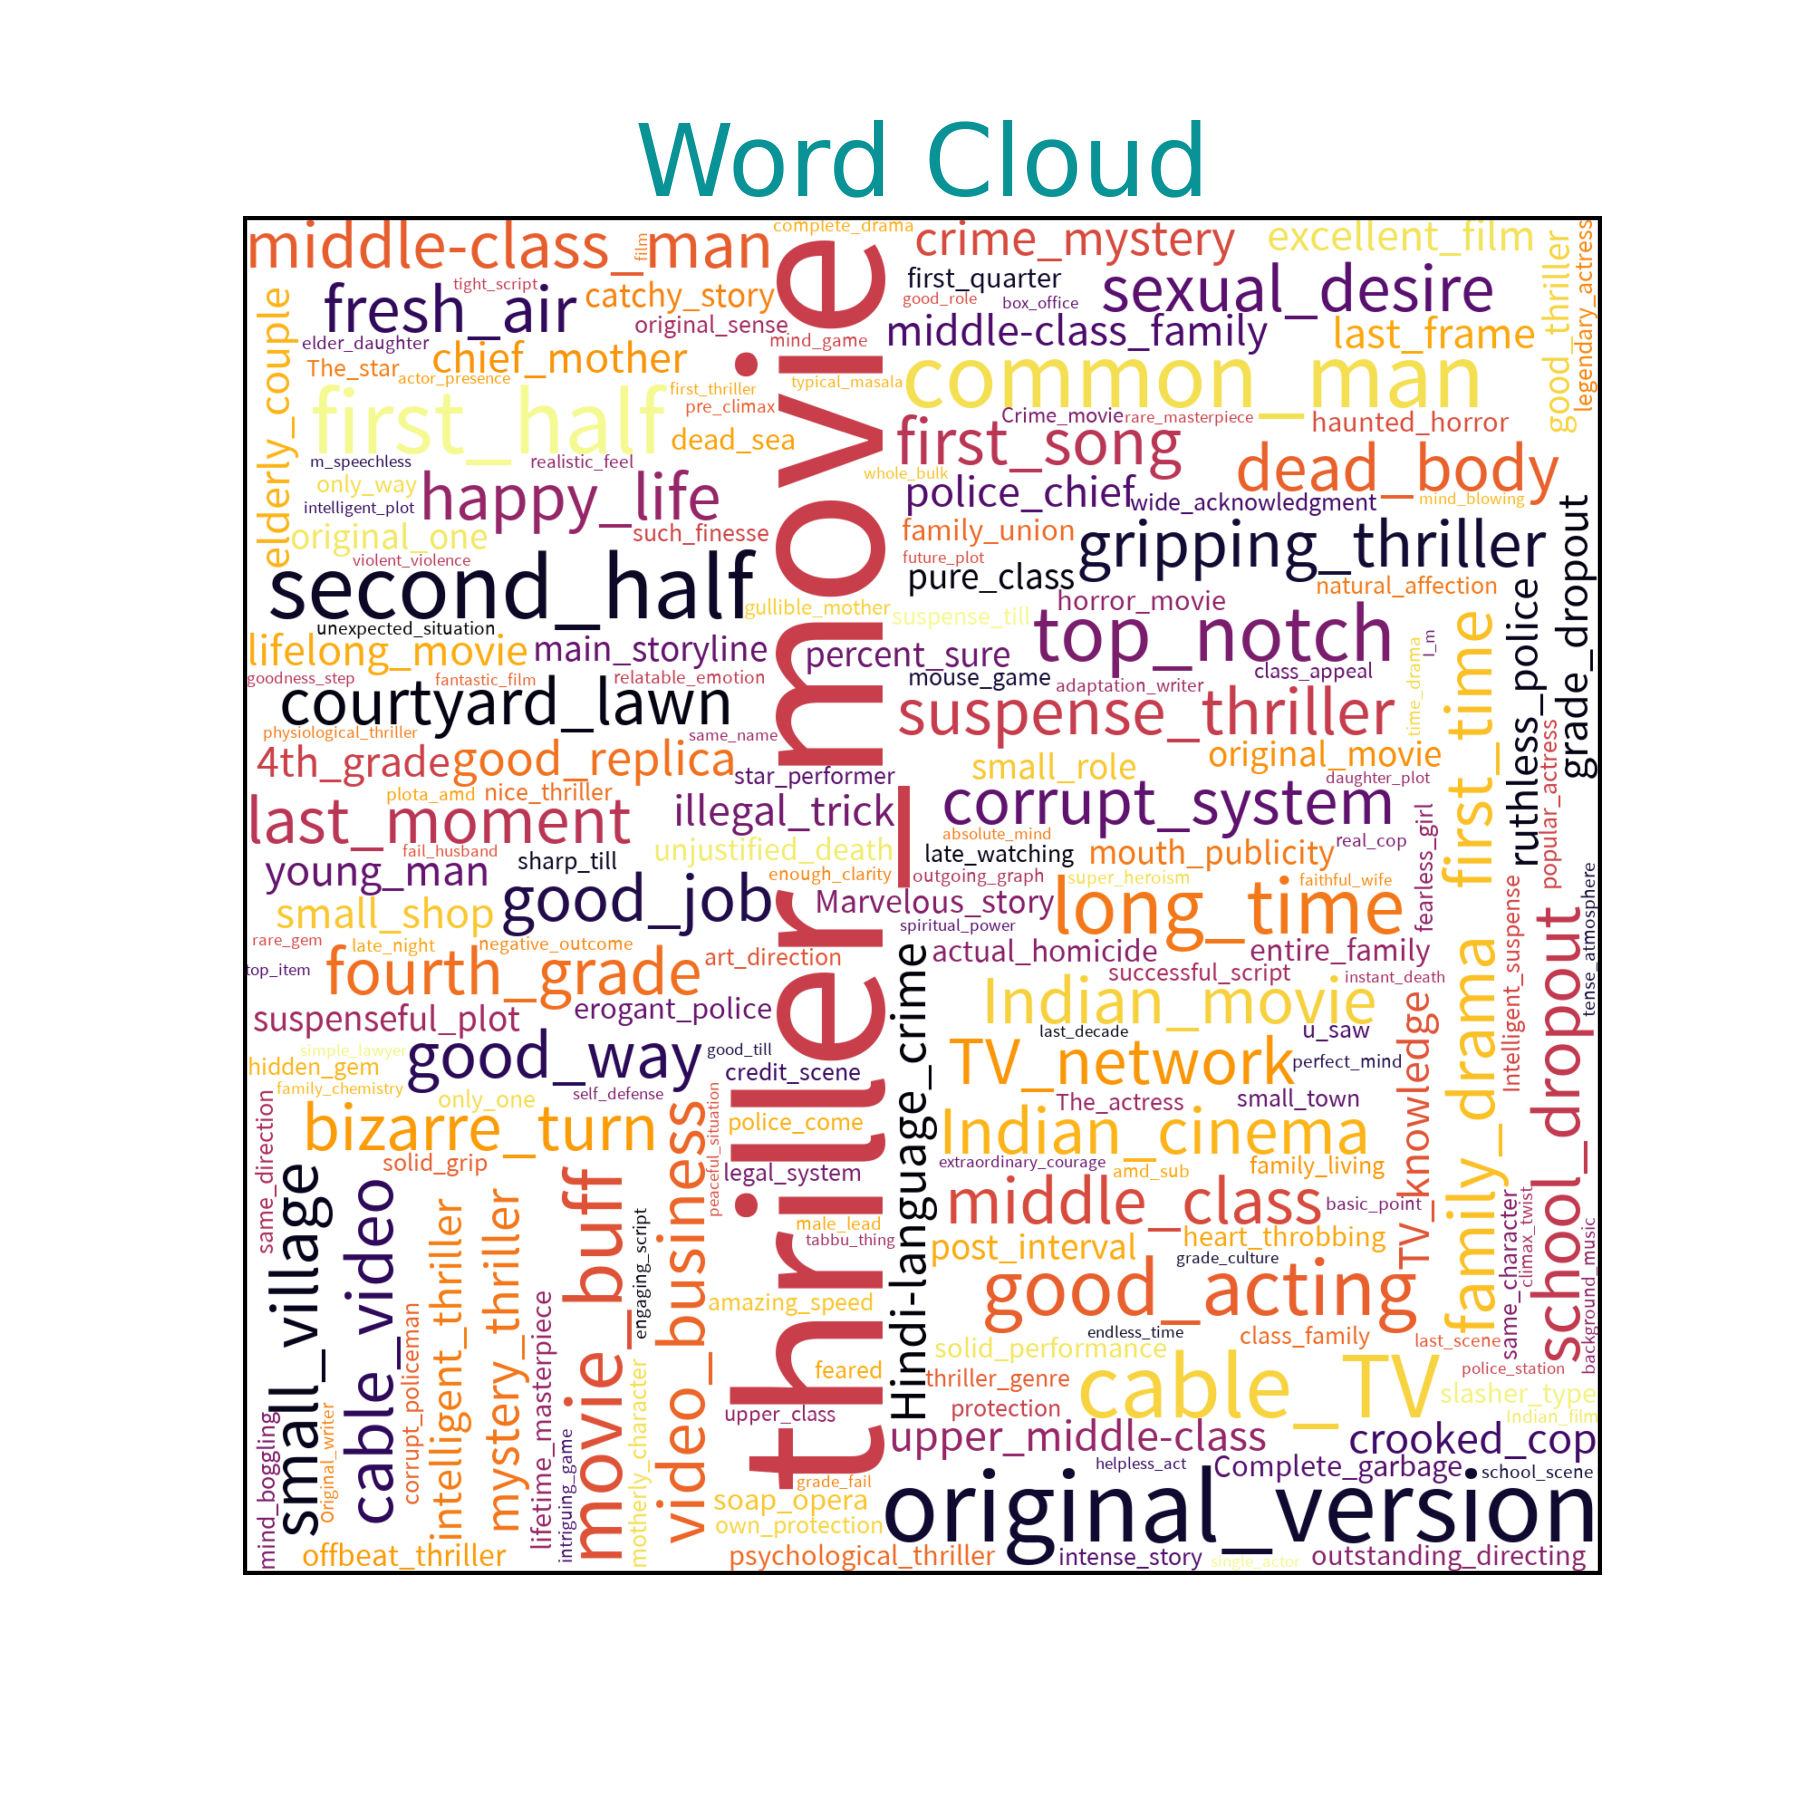 Word Cloud
middle-class_man
film
complete_drama
crime_mystery
excellent_film
good_thriller
legendary_actress
tight_script
fresh_air
catchy_story
original_sense
mind_game
first_quarter
good_role
box_office
sexual_desire
middle-class_family
last_frame
elderly_couple
elder_daughter
chief_mother
The_star
actor_presence
first_thriller
typical_masala
pre_climax
common_man
first_half
dead_sea
Crime_movie
rare_masterpiece
haunted_horror
first_song
dead_body
m_speechless
realistic_feel
only_way
intelligent_plot
happy_life
whole_bulk
police_chief
wide_acknowledgment
mind_blowing
original_one
such_finesse
family_union
gripping_thriller
grade_dropout
violent_violence
future_plot
pure_class
second_half
gullible_mother
suspense_till
horror_movie
natural_affection
ruthless_police
unexpected_situation
lifelong_movie
main_storyline
percent_sure
top_notch
time_drama
i_m
first_time
goodness_step
fantastic_film
relatable_emotion
mouse_game
adaptation_writer
class_appeal
courtyard_lawn
suspense_thriller
physiological_thriller
same_name
4th_grade
good_replica
star_performer
small_role
original_movie
popular_actress
plota_amd
nice_thriller
daughter_plot
last_moment
illegal_trick
corrupt_system
fail_husband
sharp_till
unjustified_death
absolute_mind
late_watching
mouth_publicity
real_cop
fearless_girl
young_man
enough_clarity
outgoing_graph
super_heroism
faithful_wife
small_shop
good_job
Marvelous_story
long_time
Intelligent_suspense
tense_atmosphere
spiritual_power
rare_gem
late_night
negative_outcome
art_direction
actual_homicide
entire_family
top_item
fourth_grade
successful_script
instant_death
suspenseful_plot
erogant_police
thriller_movie
Hindi-language_crime
Indian_movie
TV_knowledge
family_drama
school_dropout
last_decade
u_saw
simple_lawyer
good_way
good_till
hidden_gem
credit_scene
TV_network
perfect_mind
family_chemistry
only_one
self_defense
peaceful_situation
The_actress
small_town
same_direction
bizarre_turn
police_come
Indian_cinema
solid_grip
legal_system
extraordinary_courage
amd_sub
family_living
small_village
cable_video
movie_buff
video_business
middle_class
basic_point
same_character
climax_twist
background_music
corrupt_policeman
intelligent_thriller
mystery_thriller
engaging_script
male_lead
tabbu_thing
post_interval
heart_throbbing
grade_culture
lifetime_masterpiece
amazing_speed
good_acting
endless_time
class_family
last_scene
solid_performance
feared
thriller_genre
cable_TV
police_station
slasher_type
motherly_character
upper_class
protection
Indian_film
mind_boggling
original_writer
intriguing_game
upper_middle-class
crooked_cop
helpless_act
Complete_garbage
school_scene
grade_fail
soap_opera
original_version
own_protection
offbeat_thriller
psychological_thriller
intense_story
single_actor
outstanding_directing